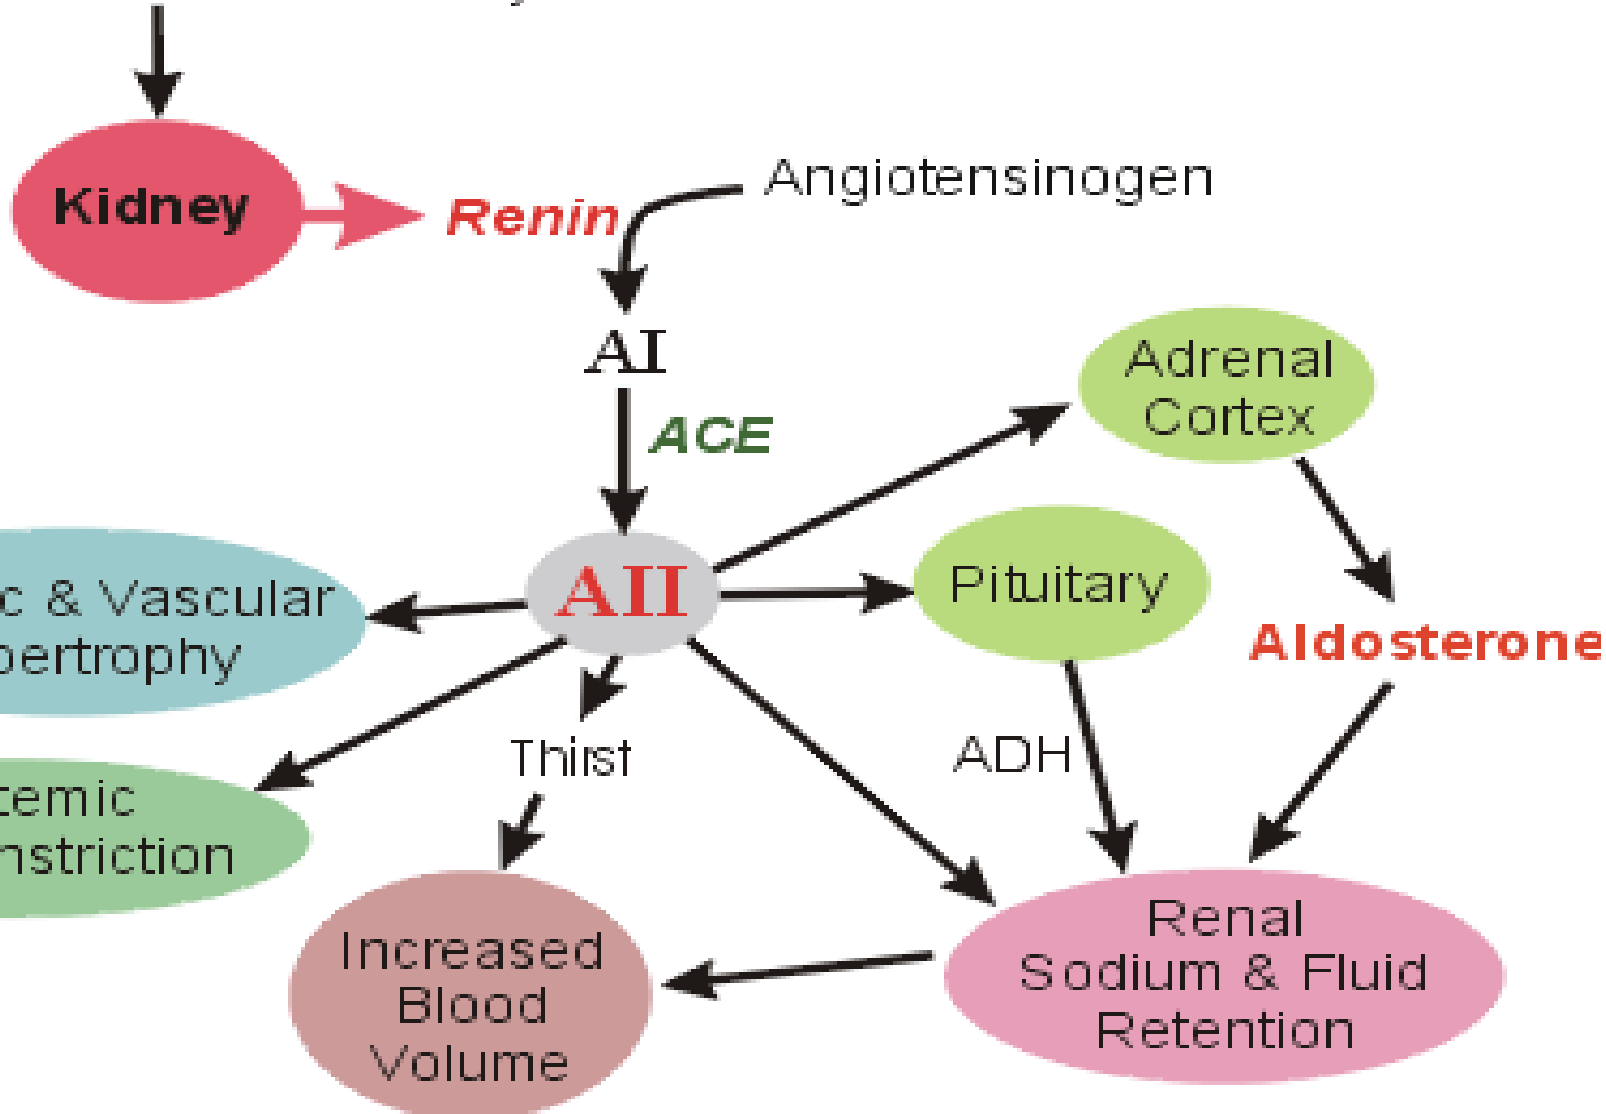 Kidney
Renin
Angiotensinogen
AI
ACE
Adrenal
Cortex
AII
Pituitary
c & Vascular
pertrophy
Aldosterone
Thirst
ADH
temic
nstriction
Increased
Blood
Volume
Renal
Sodium & Fluid
Retention